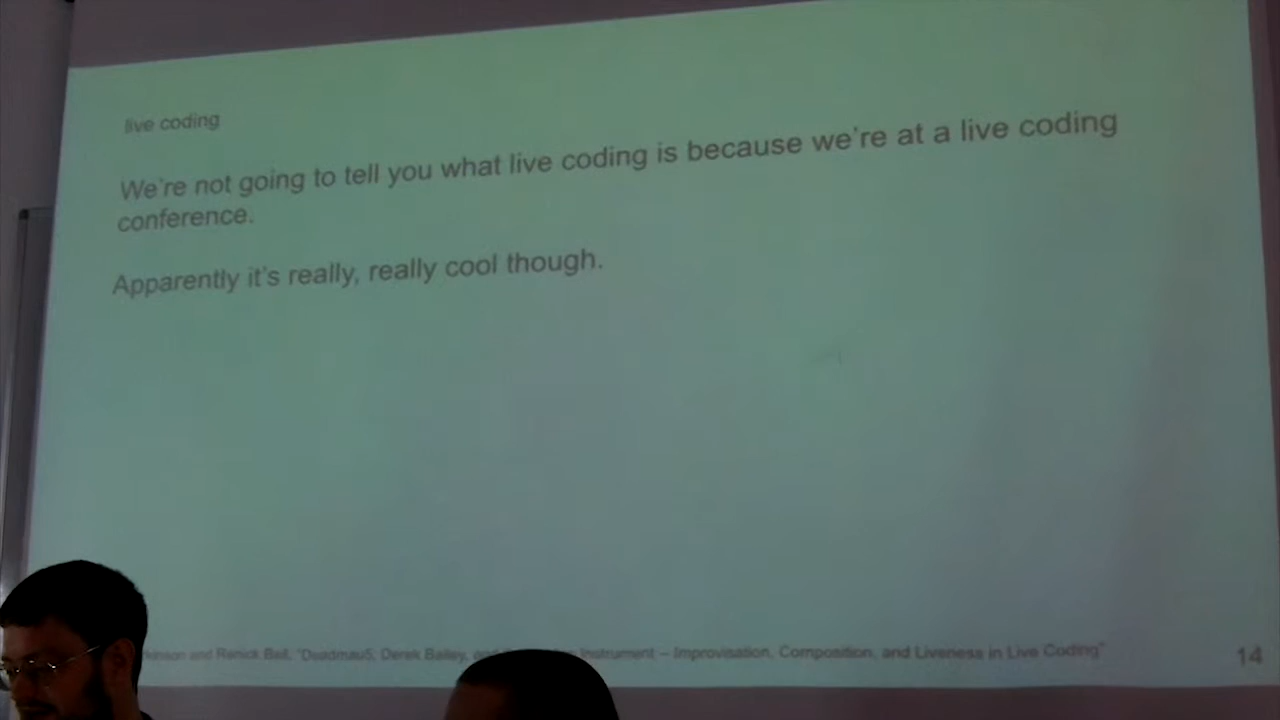 live coding
We're not going to tell you what live coding is because we're at a live coding
conference.
Apparently it's really, really cool though.
and Renick Bell, "Deadmau5, Derek Bailey, Instrument – Improvisation, Composition, and Liveness in Live Coding"
14